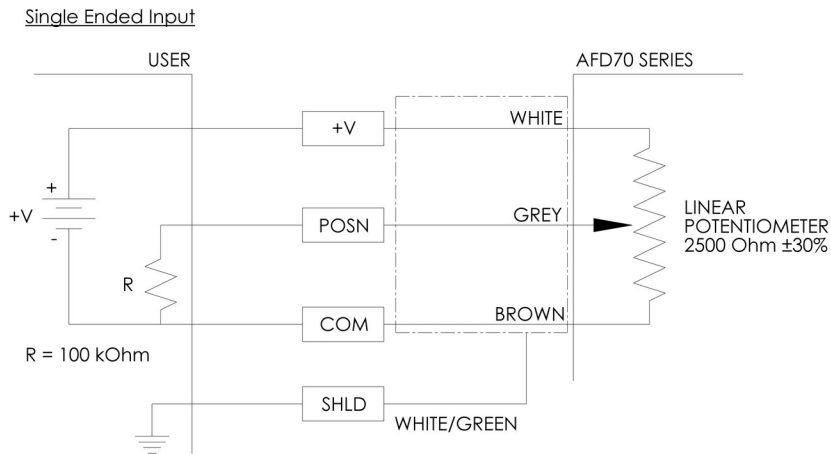 Single Ended Input
USER
AFD70 SERIES
+V
WHITE
+
+V
-
POSN
GREY
LINEAR
POTENTIOMETER
2500 Ohm ±30%
R
COM
BROWN
R = 100 kOhm
SHLD
WHITE/GREEN